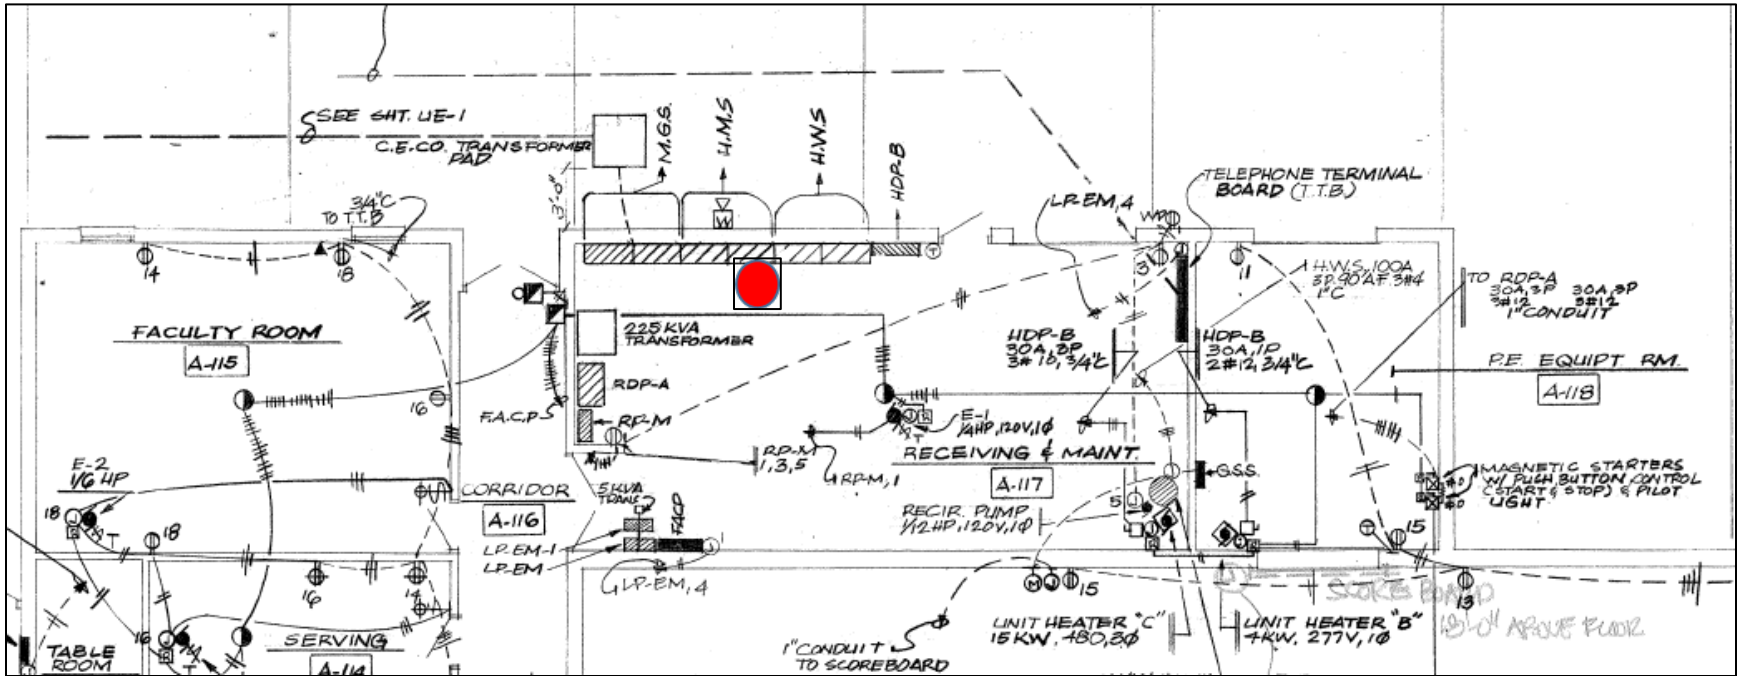 SEE SHT. UE-1
C.E.CO. TRANSFORMER
PAD
3'-0"
M.G.S.
H.M.S
H.W.S
HDP-B
W
T
TELEPHONE TERMINAL
BOARD (T.T.B)
LP-EM, 4
WP
3/4"C
TO T.T.B
14
18
3
11
H.W.S, 100A
3P. 90AF. 3#4
1"C
TO RDP-A
30A, 3P 30A, 3P
3#12 3#12
1"CONDUIT
FACULTY ROOM
A-115
225 KVA
TRANSFORMER
HDP-B
30A, 3P
3#10, 3/4"C
HDP-B
30A, 1P
2#12, 3/4"C
P.E. EQUIPT RM.
A-118
RDP-A
16
F.A.C.P
RP-M
E-1
1/4HP, 120V, 1Ø
RECEIVING & MAINT.
A-117
RP-M
1, 3, 5
RP-M, 1
G.S.S.
MAGNETIC STARTERS
W/ PUSH BUTTON CONTROL
(START & STOP) & PILOT
LIGHT
#0
#0
E-2
1/6 HP
18
T
18
CORRIDOR
A-116
5 KVA
TRANS
FACP
RECIR. PUMP
1/12 HP, 120V, 1Ø
5
15
LP-EM-1
LP-EM
LP-EM, 4
J
16
14
M
J
15
13
SCORE BOARD
18'-0" ABOVE FLOOR
16
T
SERVING
A-114
TABLE
ROOM
1"CONDUIT
TO SCOREBOARD
UNIT HEATER "C"
15 KW, 480, 3Ø
UNIT HEATER "B"
4KW, 277V, 1Ø